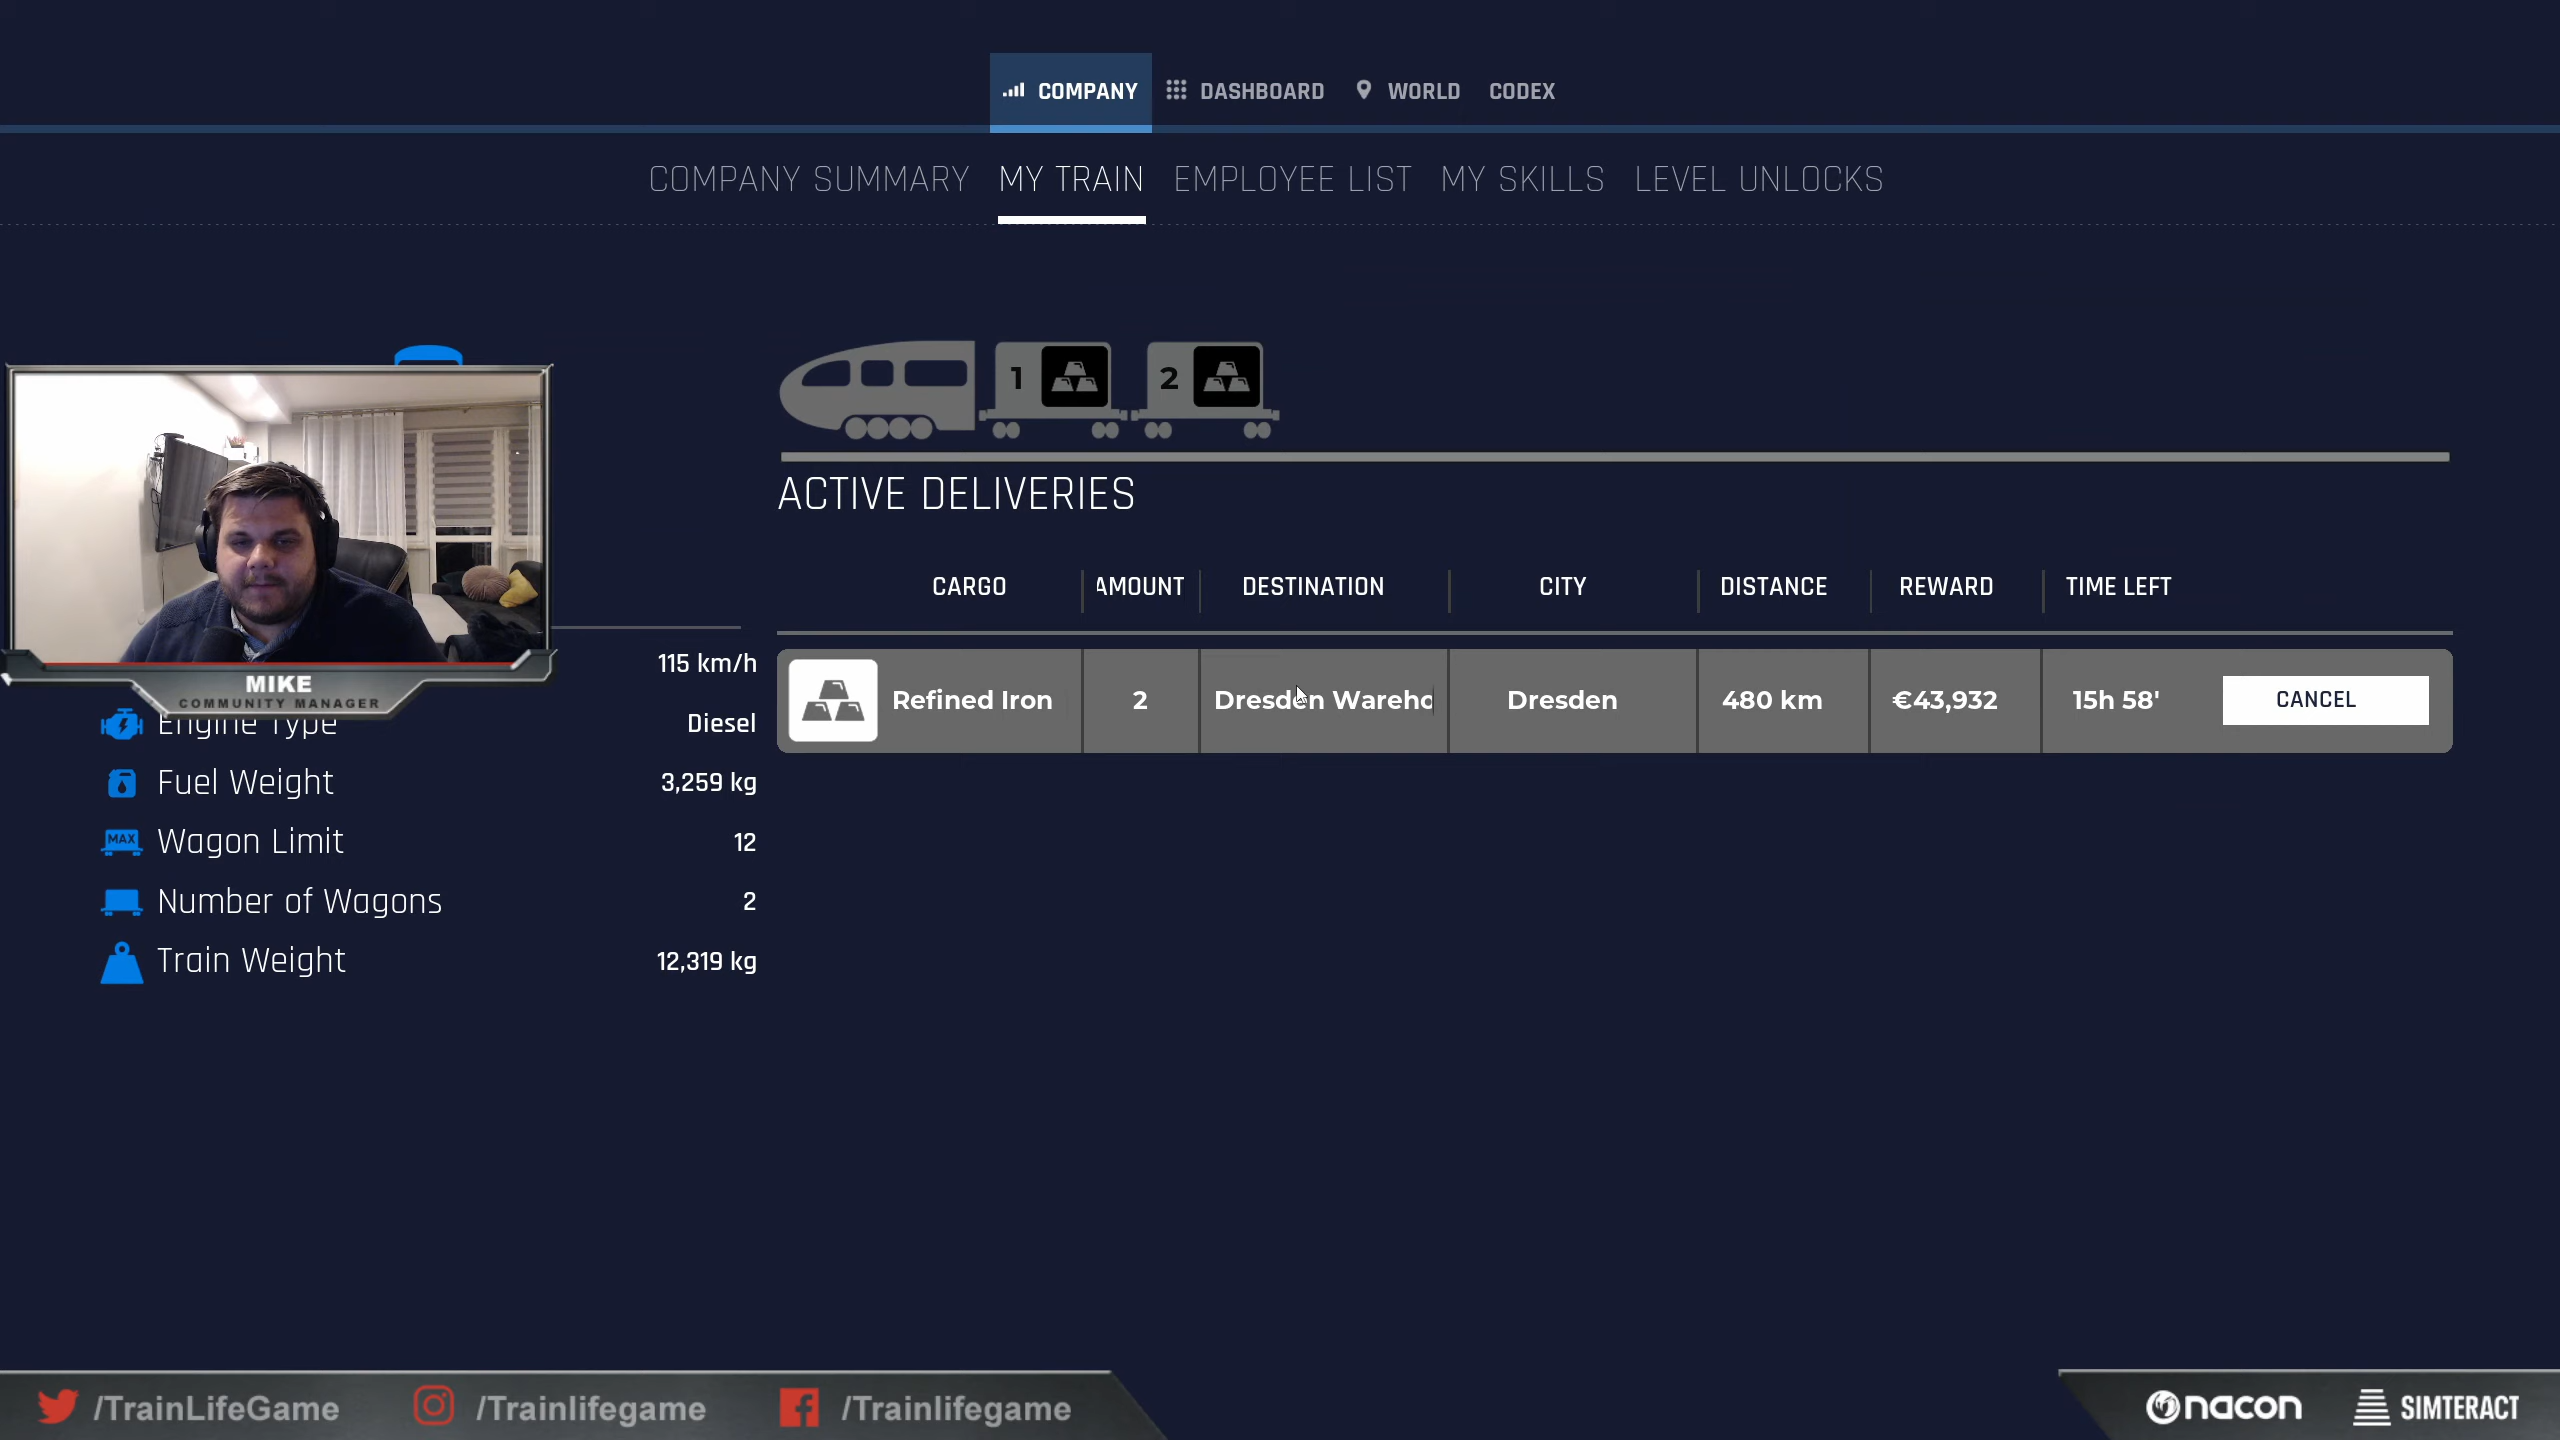 COMPANY DASHBOARD WORLD CODEX
COMPANY SUMMARY MY TRAIN EMPLOYEE LIST MY SKILLS LEVEL UNLOCKS
1 2
ACTIVE DELIVERIES
CARGO AMOUNT DESTINATION CITY DISTANCE REWARD TIME LEFT
Refined Iron 2 Dresden Wareho Dresden 480 km €43,932 15h 58' CANCEL
115 km/h
MIKE
COMMUNITY MANAGER
Engine Type Diesel
Fuel Weight 3,259 kg
MAX Wagon Limit 12
Number of Wagons 2
Train Weight 12,319 kg
/TrainLifeGame /Trainlifegame /Trainlifegame
nacon SIMTERACT